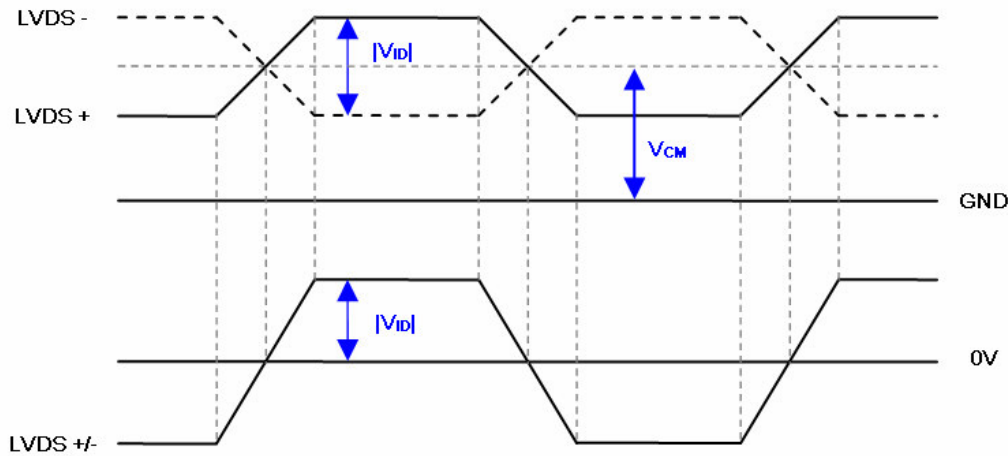 LVDS -
|VID|
LVDS +
VCM
GND
|VID|
0V
LVDS +/-